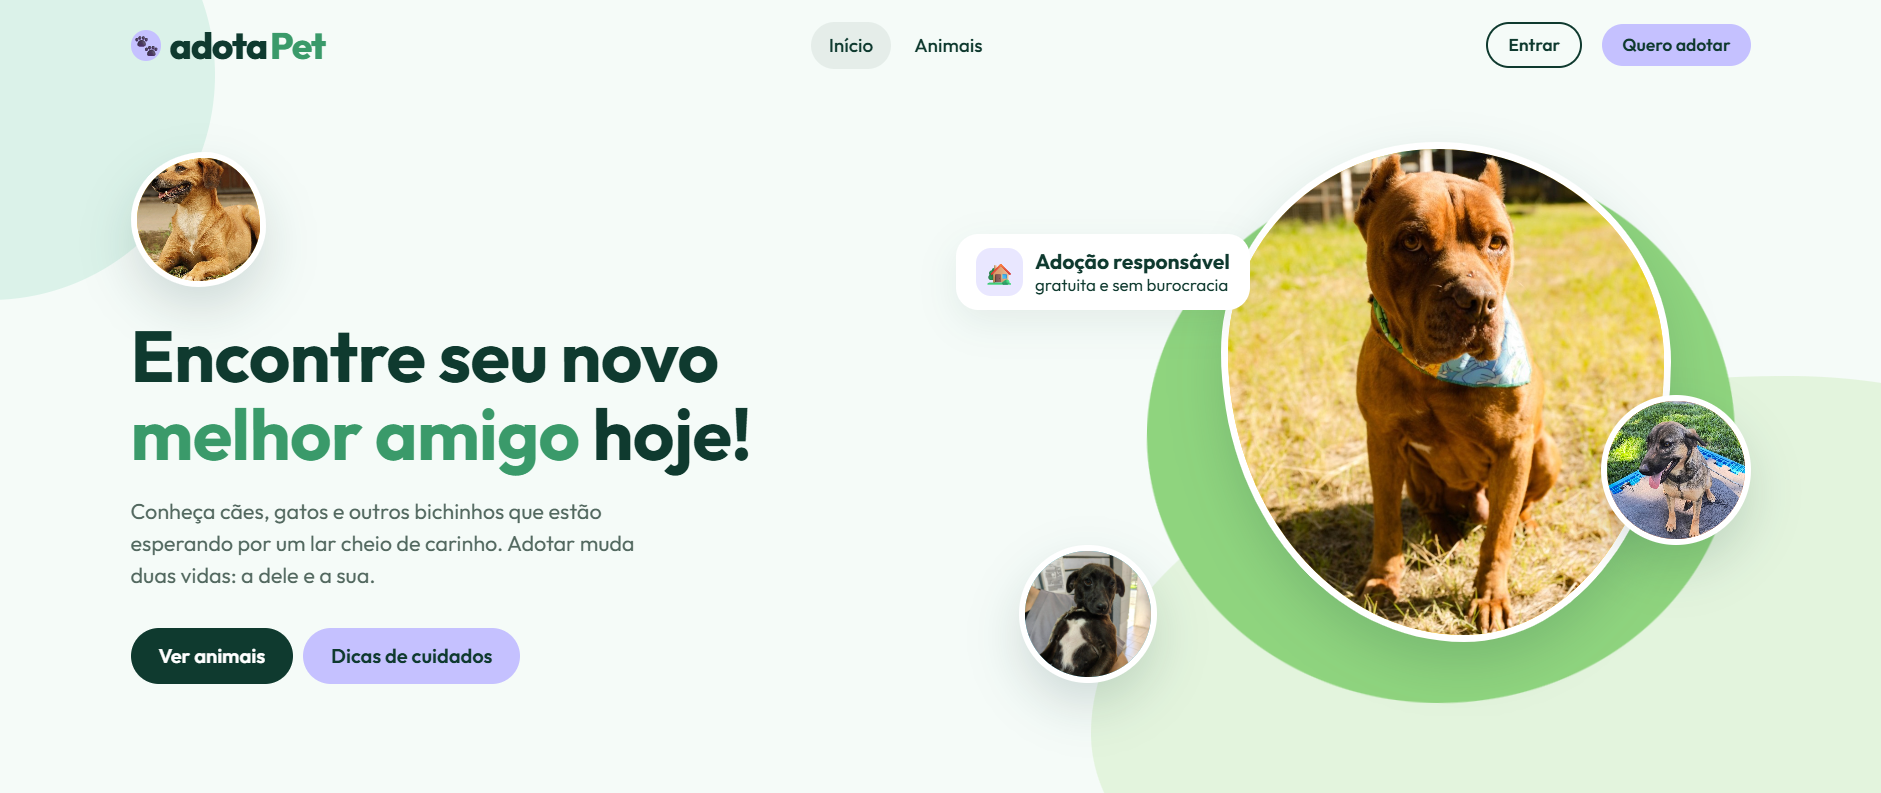 adotaPet
Início
Animais
Entrar
Quero adotar
Adoção responsável
gratuita e sem burocracia
Encontre seu novo
melhor amigo hoje!
Conheça cães, gatos e outros bichinhos que estão
esperando por um lar cheio de carinho. Adotar muda
duas vidas: a dele e a sua.
Ver animais
Dicas de cuidados